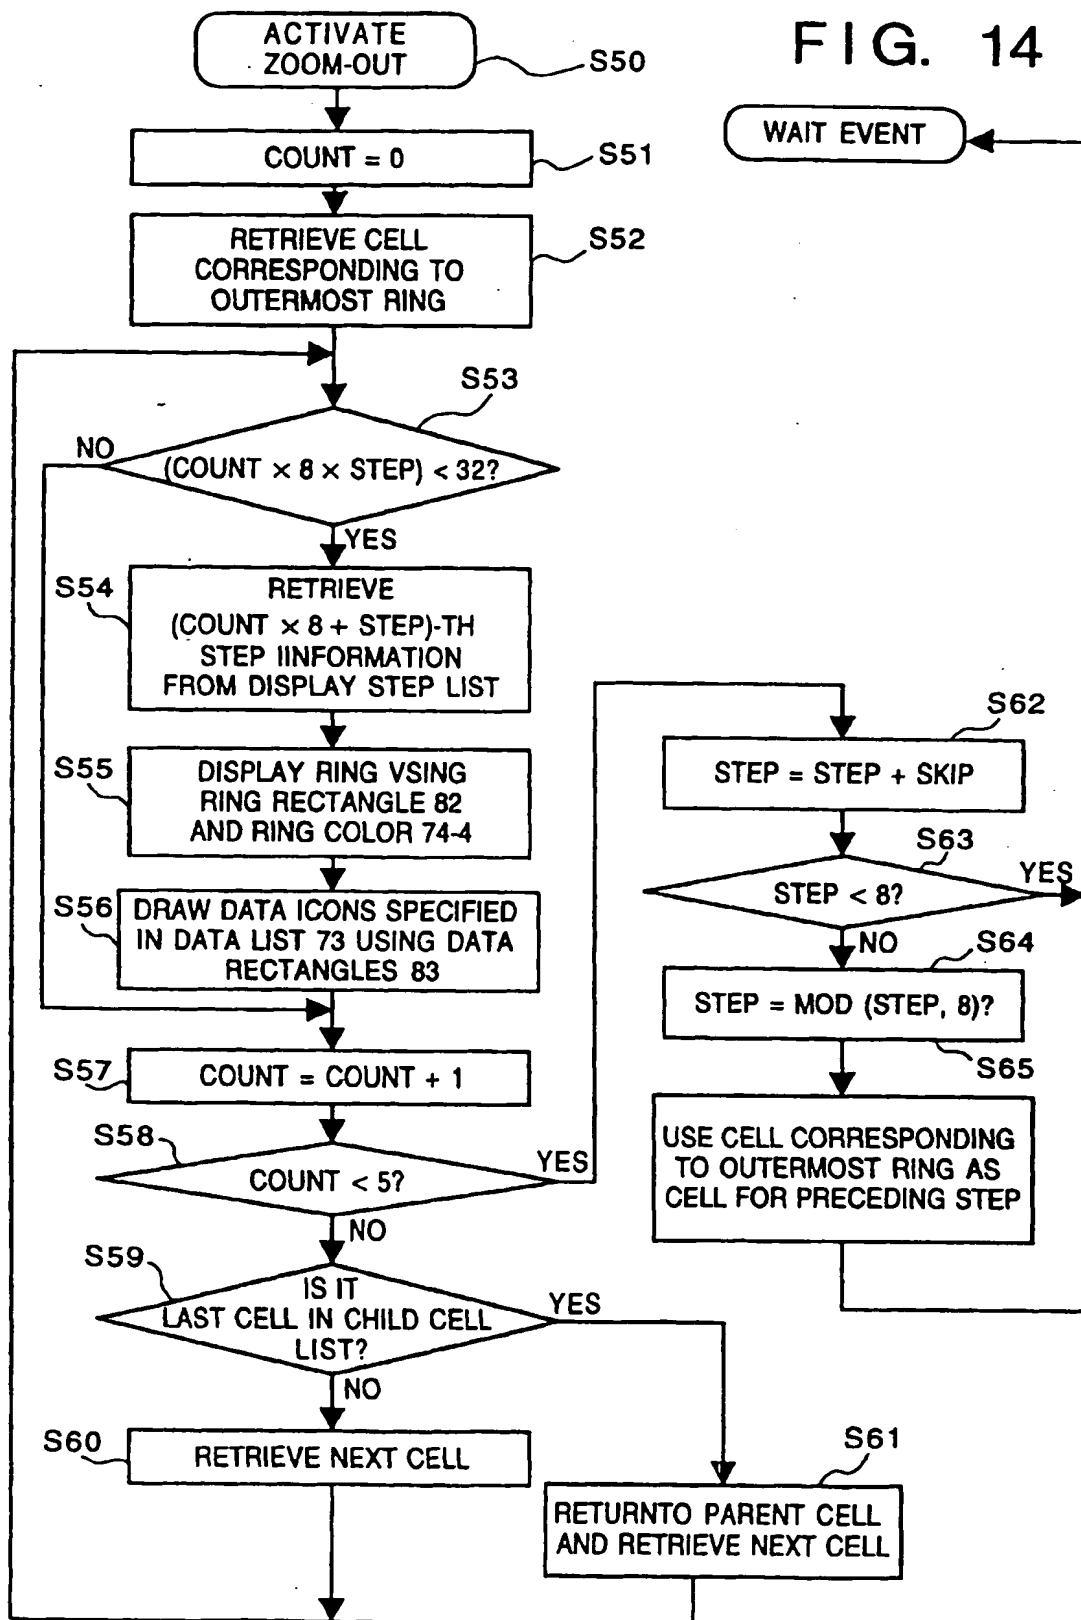 FIG. 14
ACTIVATE
ZOOM-OUT
S50
WAIT EVENT
COUNT = 0
S51
RETRIEVE CELL
CORRESPONDING TO
OUTERMOST RING
S52
S53
NO
(COUNT × 8 × STEP) < 32?
YES
S54
RETRIEVE
(COUNT × 8 + STEP)-TH
STEP IINFORMATION
FROM DISPLAY STEP LIST
S55
DISPLAY RING VSING
RING RECTANGLE 82
AND RING COLOR 74-4
S56
DRAW DATA ICONS SPECIFIED
IN DATA LIST 73 USING DATA
RECTANGLES 83
S57
COUNT = COUNT + 1
S58
COUNT < 5?
YES
NO
S59
IS IT
LAST CELL IN CHILD CELL
LIST?
YES
NO
S60
RETRIEVE NEXT CELL
S61
RETURNTO PARENT CELL
AND RETRIEVE NEXT CELL
S62
STEP = STEP + SKIP
S63
STEP < 8?
YES
NO
S64
STEP = MOD (STEP, 8)?
S65
USE CELL CORRESPONDING
TO OUTERMOST RING AS
CELL FOR PRECEDING STEP